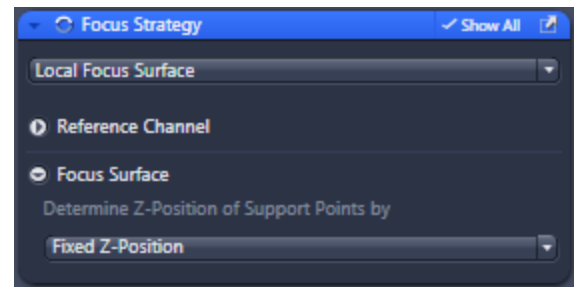 Focus Strategy Show All
Local Focus Surface
Reference Channel
Focus Surface
Determine Z-Position of Support Points by
Fixed Z-Position